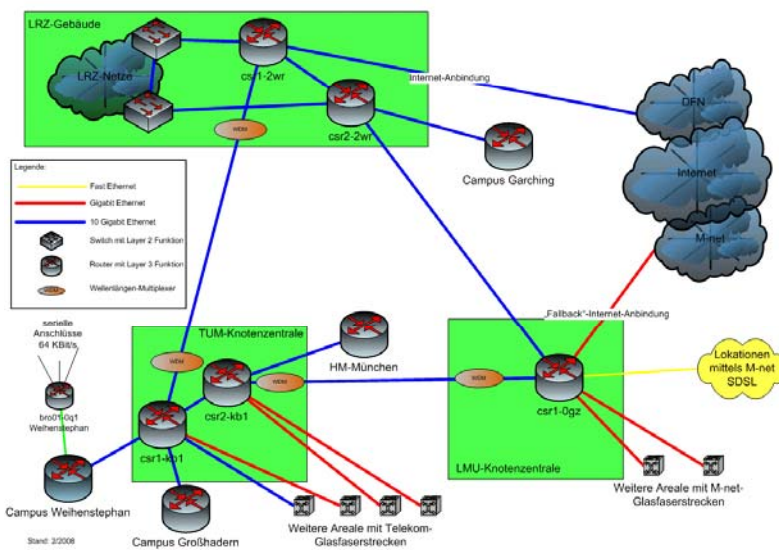 LRZ-Gebäude
LRZ-Netze
csr1-2wr
csr2-2wr
WDM
Internet-Anbindung
DFN
Internet
M-net
Campus Garching
Legende:
Fast Ethernet
Gigabit Ethernet
10 Gigabit Ethernet
Switch mit Layer 2 Funktion
Router mit Layer 3 Funktion
WDM
Wellenlängen-Multiplexer
„Fallback“-Internet-Anbindung
serielle
Anschlüsse
64 KBit/s
bro01-0q1
Weihenstephan
TUM-Knotenzentrale
WDM
HM-München
WDM
csr2-kb1
csr1-kb1
WDM
csr1-0gz
LMU-Knotenzentrale
Lokationen
mittels M-net
SDSL
Campus Weihenstephan
Campus Großhadern
Weitere Areale mit Telekom-
Glasfaserstrecken
Weitere Areale mit M-net-
Glasfaserstrecken
Stand: 2/2008